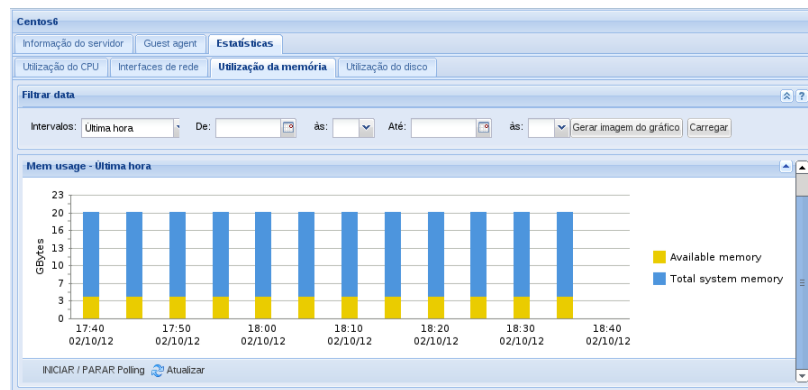 Centos6
Informação do servidor Guest agent Estatísticas
Utilização do CPU Interfaces de rede Utilização da memória Utilização do disco
Filtrar data
Intervalos: Última hora De: às: Até: às: Gerar imagem do gráfico Carregar
Mem usage - Última hora
23
20
16
13
10
7
3
0
GBytes
Available memory
Total system memory
17:40 17:50 18:00 18:10 18:20 18:30 18:40
02/10/12 02/10/12 02/10/12 02/10/12 02/10/12 02/10/12 02/10/12
INICIAR / PARAR Polling Atualizar